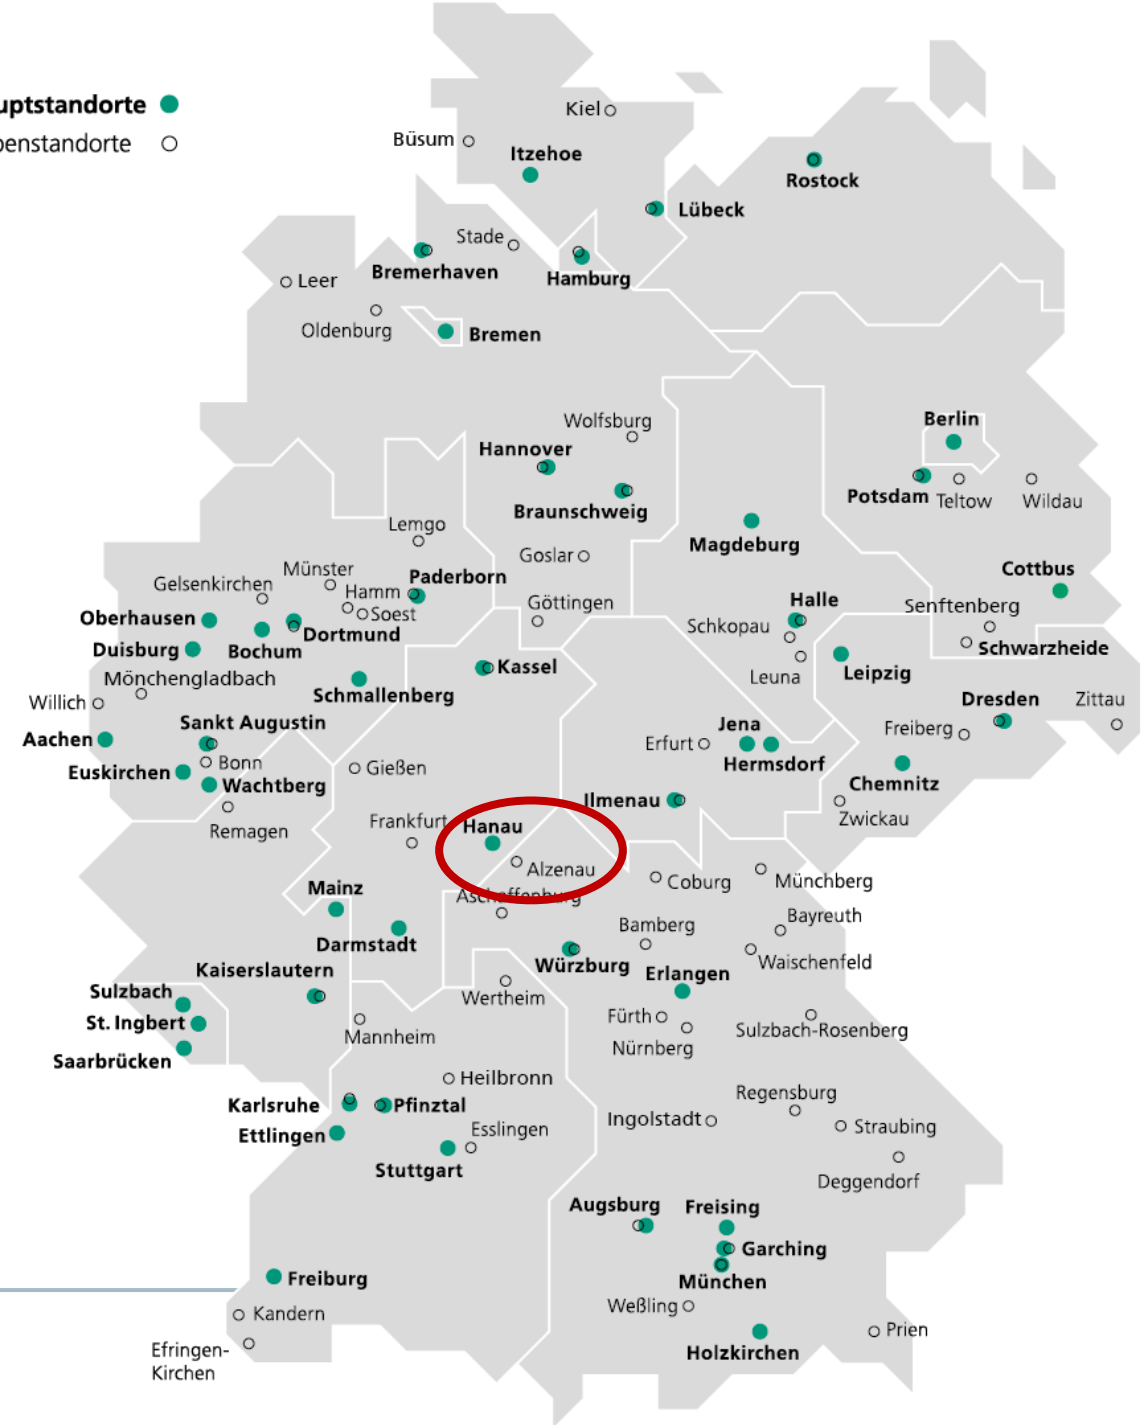 uptstandorte
enstandorte
Kiel
Büsum
Itzehoe
Rostock
Lübeck
Stade
Bremerhaven
Hamburg
Leer
Oldenburg
Bremen
Wolfsburg
Berlin
Hannover
Potsdam
Teltow
Wildau
Braunschweig
Lemgo
Magdeburg
Goslar
Münster
Cottbus
Gelsenkirchen
Paderborn
Hamm
Göttingen
Halle
Senftenberg
Oberhausen
Soest
Schkopau
Dortmund
Duisburg
Bochum
Schwarzheide
Kassel
Leipzig
Mönchengladbach
Leuna
Schmallenberg
Willich
Dresden
Zittau
Sankt Augustin
Jena
Freiberg
Aachen
Erfurt
Bonn
Gießen
Hermsdorf
Euskirchen
Wachtberg
Chemnitz
Ilmenau
Remagen
Frankfurt
Hanau
Zwickau
Alzenau
Coburg
Münchberg
Mainz
Aschaffenburg
Bayreuth
Bamberg
Darmstadt
Würzburg
Waischenfeld
Kaiserslautern
Erlangen
Sulzbach
Wertheim
St. Ingbert
Fürth
Mannheim
Sulzbach-Rosenberg
Nürnberg
Saarbrücken
Heilbronn
Regensburg
Karlsruhe
Pfinztal
Ingolstadt
Straubing
Ettlingen
Esslingen
Stuttgart
Deggendorf
Augsburg
Freising
Garching
Freiburg
München
Weßling
Kandern
Prien
Efringen-
Kirchen
Holzkirchen